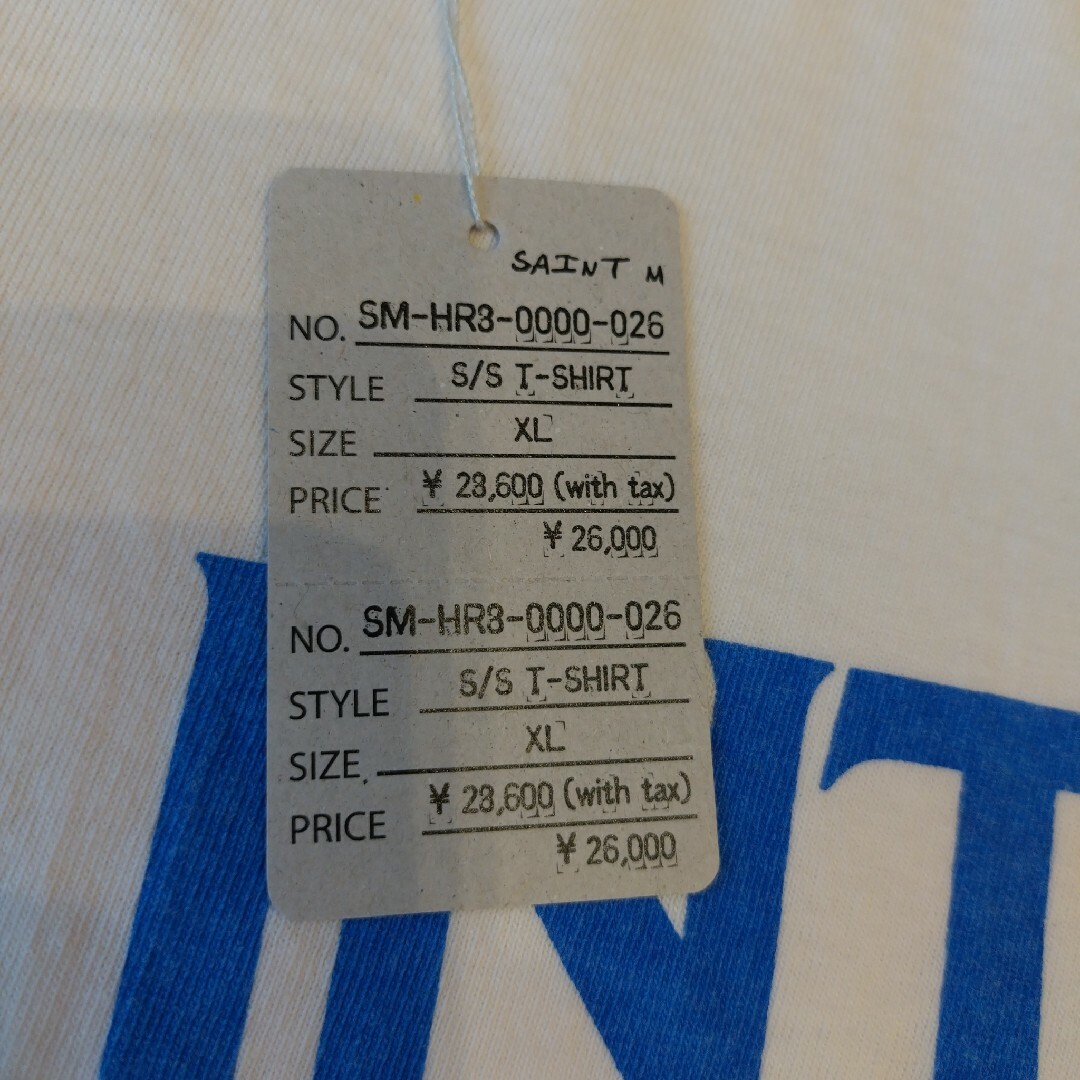 SAINT M
NO. SM-HR3-0000-026
STYLE S/S T-SHIRT
SIZE XL
PRICE ¥ 28,600 (with tax)
¥ 26,000
NO. SM-HR3-0000-026
STYLE S/S T-SHIRT
SIZE XL
PRICE ¥ 28,600 (with tax)
¥ 26,000
INT